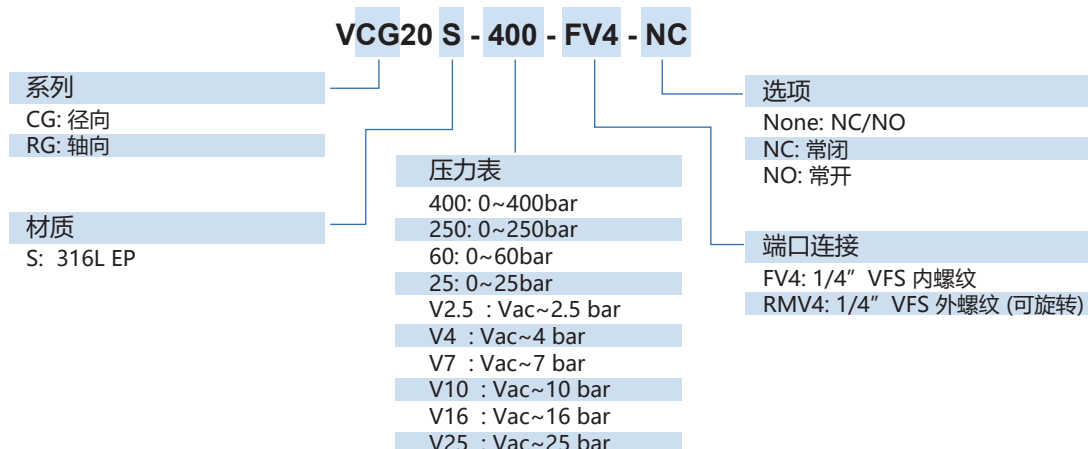 VCG20 S - 400 - FV4 - NC
系列
CG: 径向
RG: 轴向
材质
S: 316L EP
压力表
400: 0~400bar
250: 0~250bar
60: 0~60bar
25: 0~25bar
V2.5 : Vac~2.5 bar
V4 : Vac~4 bar
V7 : Vac~7 bar
V10 : Vac~10 bar
V16 : Vac~16 bar
V25 : Vac~25 bar
选项
None: NC/NO
NC: 常闭
NO: 常开
端口连接
FV4: 1/4” VFS 内螺纹
RMV4: 1/4” VFS 外螺纹 (可旋转)